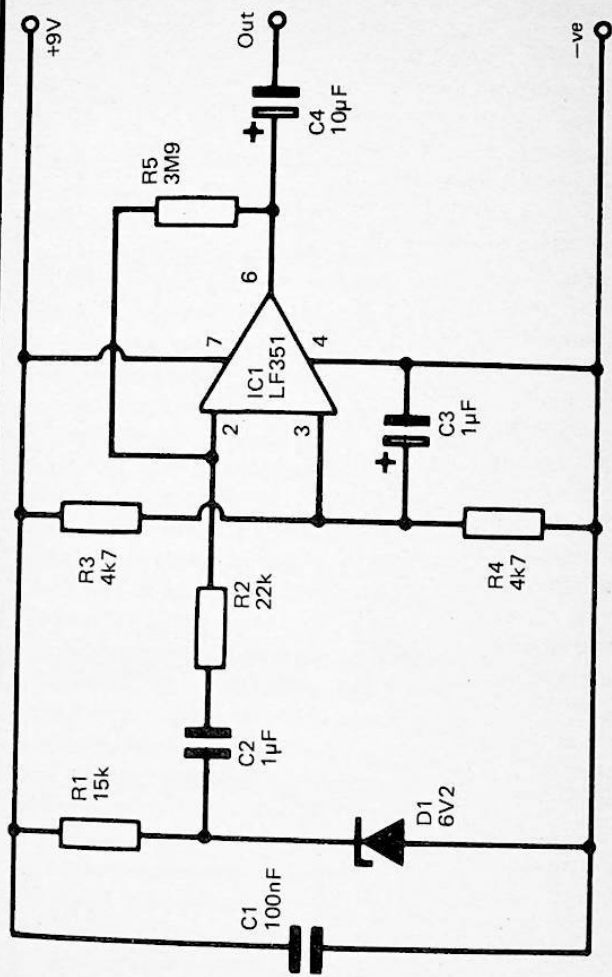 +9V
Out
R5
3M9
+
C4
10µF
6
7
IC1
LF351
4
2
3
+
C3
1µF
R3
4k7
R4
4k7
R2
22k
C2
1µF
R1
15k
D1
6V2
C1
100nF
−ve